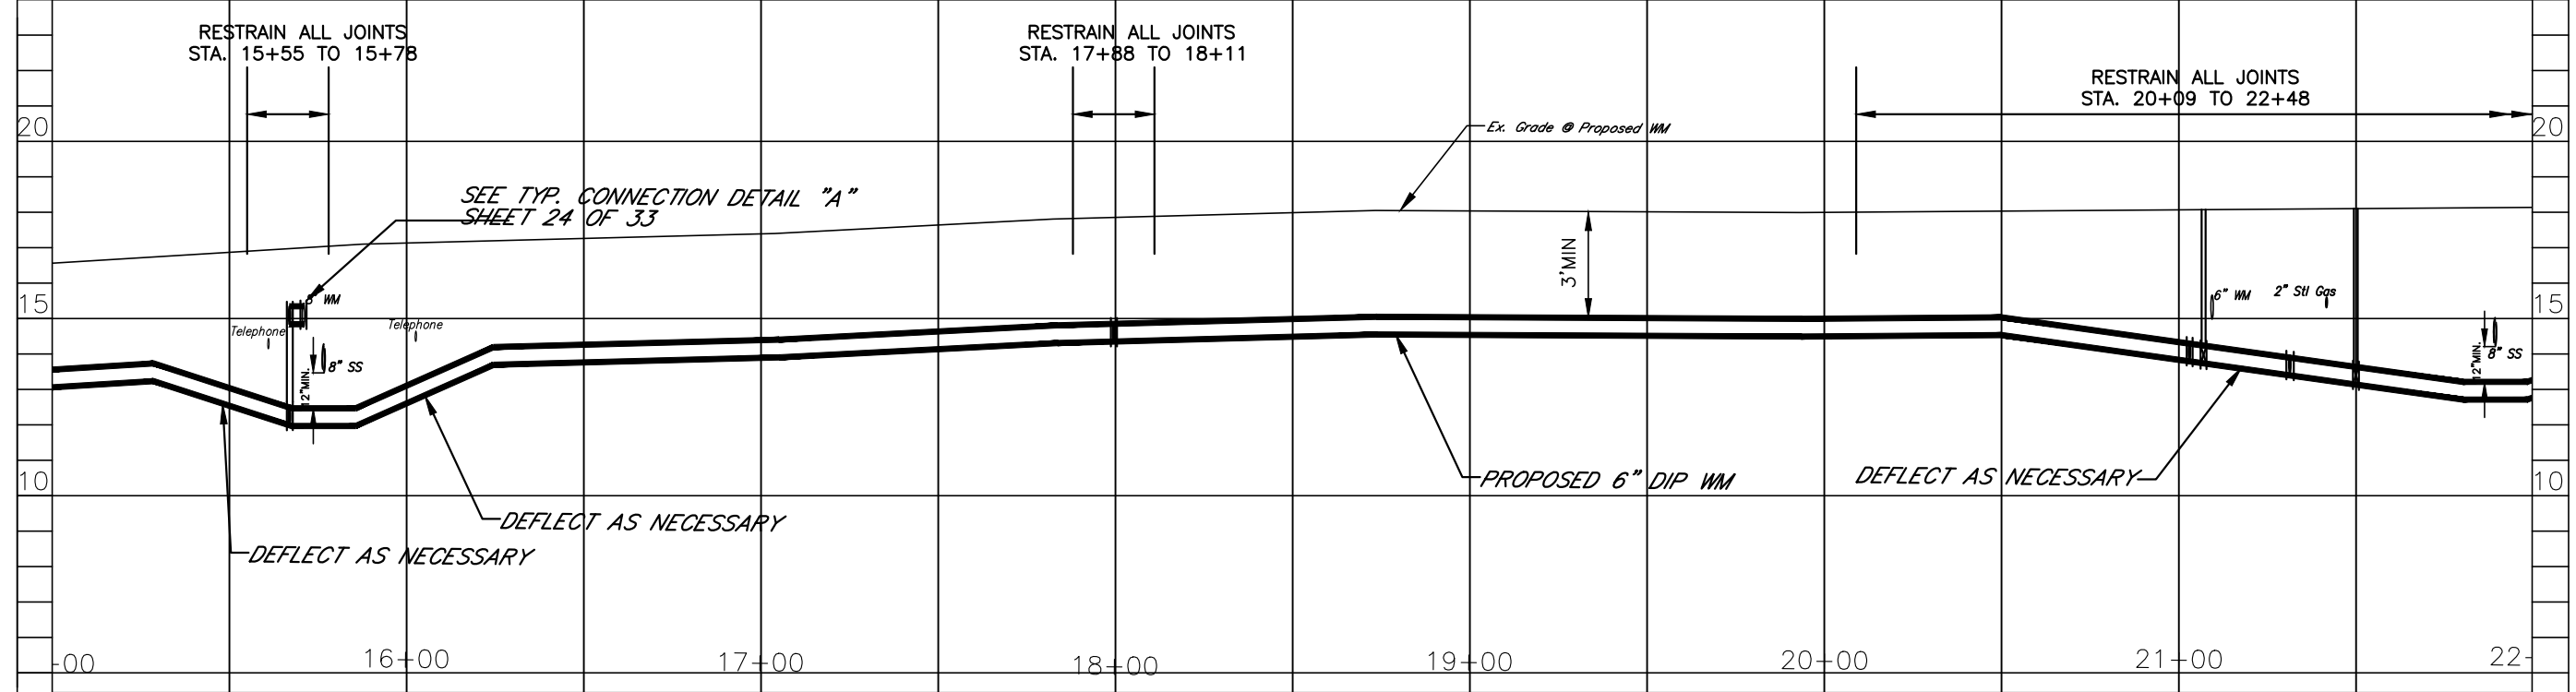 RESTRAIN ALL JOINTS
STA. 15+55 TO 15+78
RESTRAIN ALL JOINTS
STA. 17+88 TO 18+11
RESTRAIN ALL JOINTS
STA. 20+09 TO 22+48
20
20
Ex. Grade @ Proposed WM
SEE TYP. CONNECTION DETAIL "A"
SHEET 24 OF 33
3'MIN
15
15
WM
6" WM
2" Stl Gas
Telephone
Telephone
8" SS
12"MIN.
12"MIN.
8" SS
10
10
PROPOSED 6" DIP WM
DEFLECT AS NECESSARY
DEFLECT AS NECESSARY
DEFLECT AS NECESSARY
-00
16+00
17+00
18+00
19+00
20+00
21+00
22-